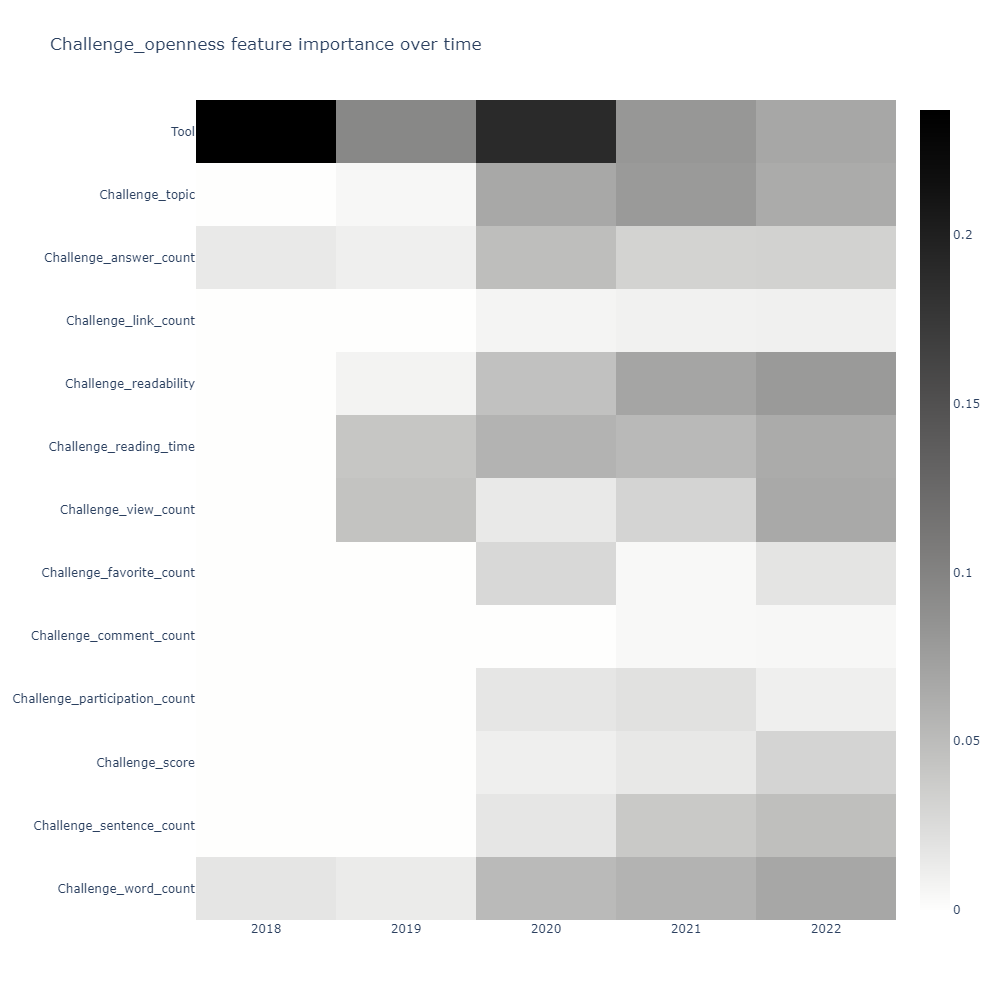 Challenge_openness feature importance over time
Tool
Challenge_topic
Challenge_answer_count
Challenge_link_count
Challenge_readability
Challenge_reading_time
Challenge_view_count
Challenge_favorite_count
Challenge_comment_count
Challenge_participation_count
Challenge_score
Challenge_sentence_count
Challenge_word_count
2018 2019 2020 2021 2022
0.2
0.15
0.1
0.05
0